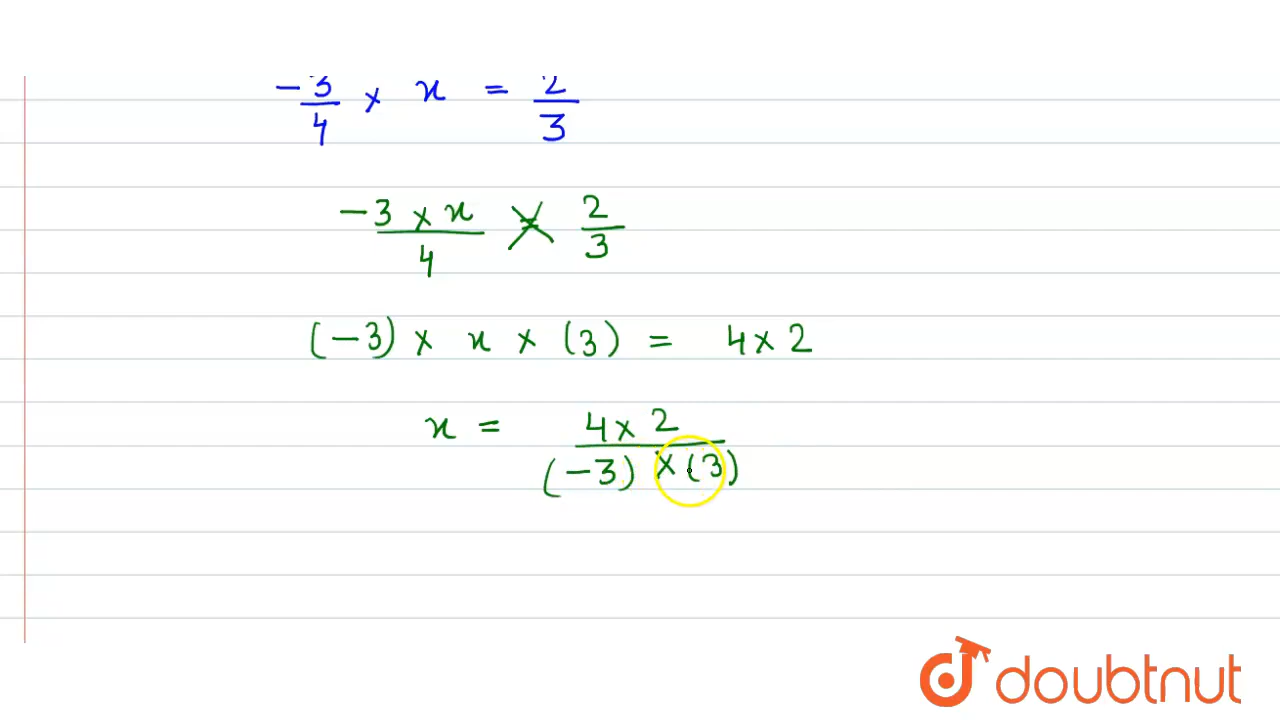 -3/4 × x = 2/3
-3 × x/4 = 2/3
(-3) × x × (3) = 4 × 2
x = 4 × 2/(-3) × (3)
doubtnut